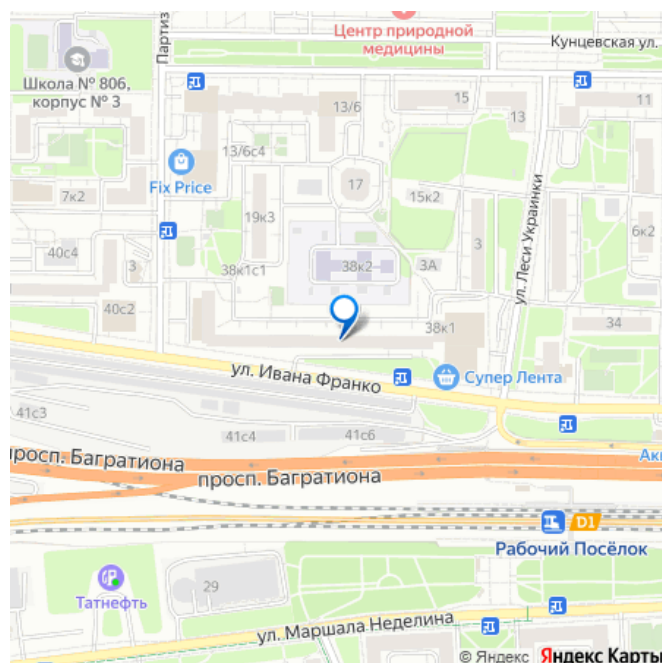 Центр природной
медицины
Кунцевская ул.
Партиз
Школа № 806,
корпус № 3
13/6
15
11
13
13/6с4
Fix Price
17
7к2
15к2
19к3
ул. Леси Украинки
6к2
3
40с4
3
38к1с1
38к2
3А
40с2
38к1
34
ул. Ивана Франко
Супер Лента
41с3
41с4
41с6
просп. Багратиона
Ак
просп. Багратиона
D1
Рабочий Посёлок
29
Татнефть
ул. Маршала Неделина
© Яндекс Яндекс Карты